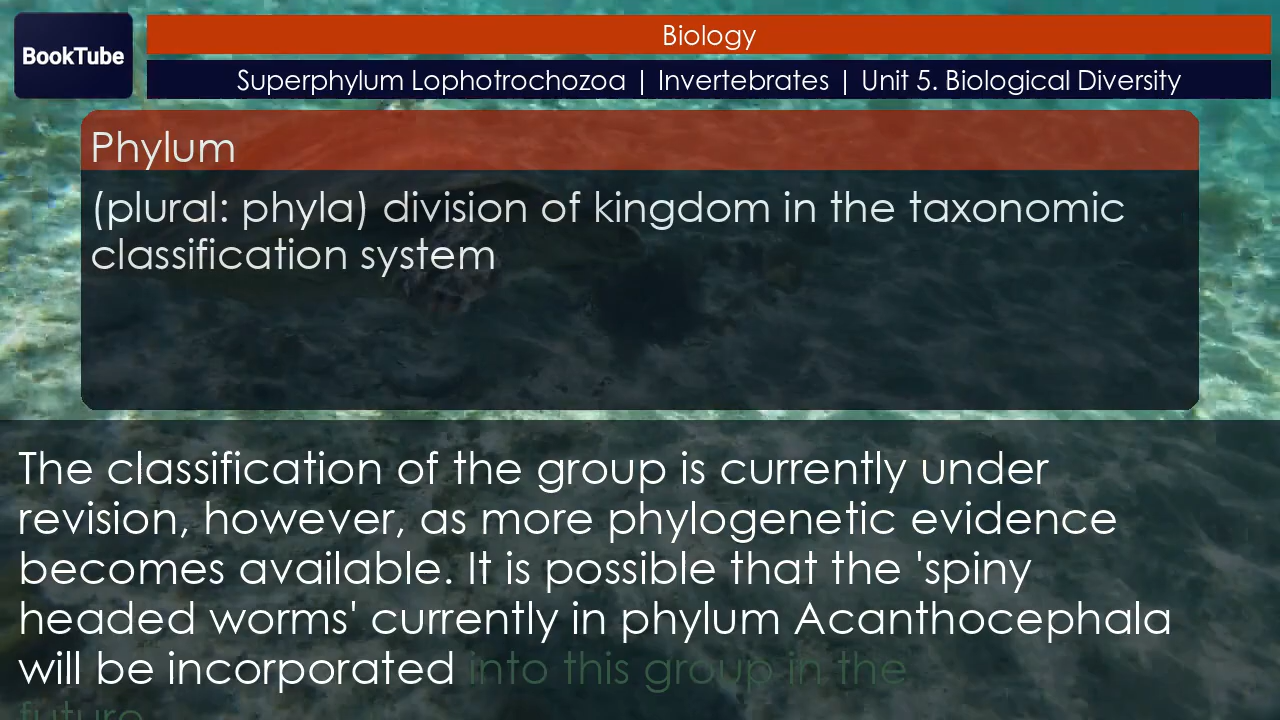 BookTube
Biology
Superphylum Lophotrochozoa | Invertebrates | Unit 5. Biological Diversity
Phylum
(plural: phyla) division of kingdom in the taxonomic
classification system
The classification of the group is currently under
revision, however, as more phylogenetic evidence
becomes available. It is possible that the 'spiny
headed worms' currently in phylum Acanthocephala
will be incorporated into this group in the
future.